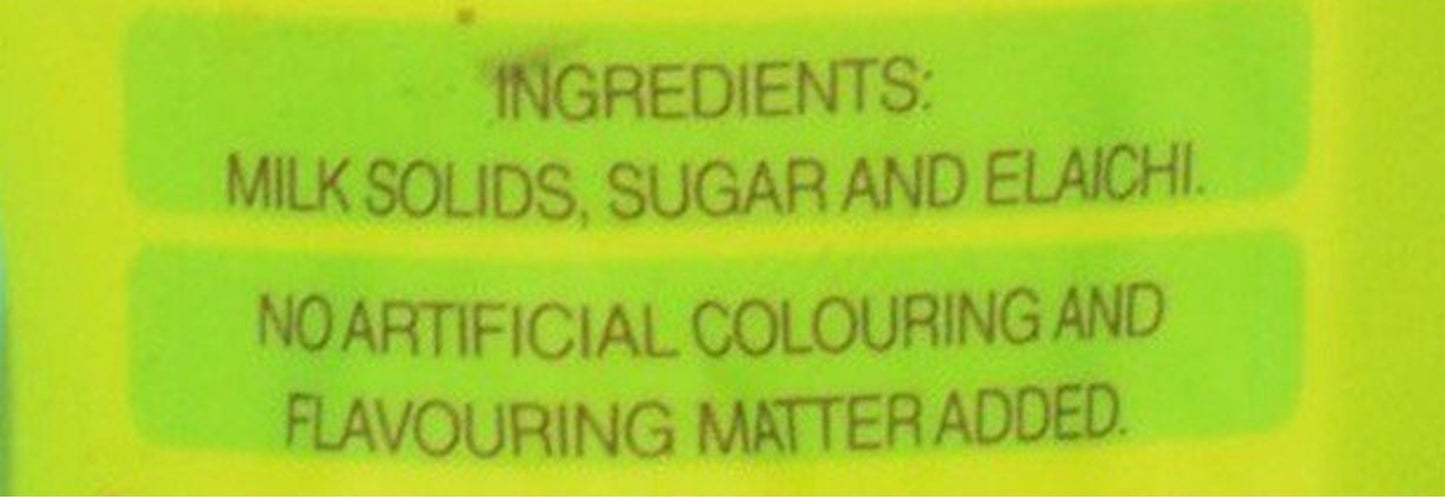 INGREDIENTS:
MILK SOLIDS, SUGAR AND ELAICHI.
NO ARTIFICIAL COLOURING AND
FLAVOURING MATTER ADDED.